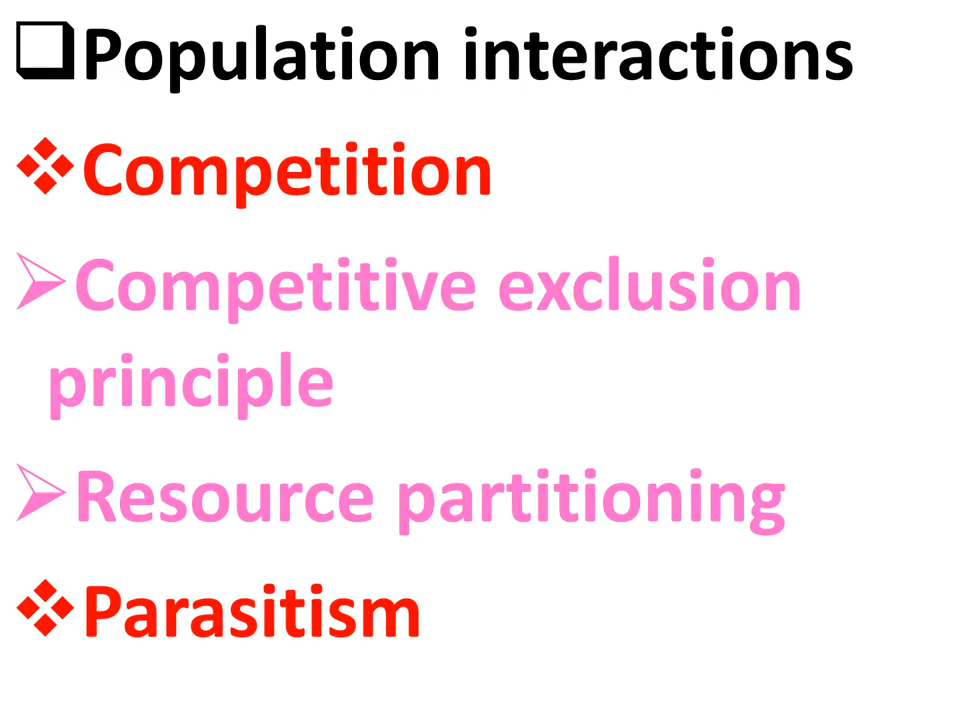 ❑Population interactions
❖Competition
➢Competitive exclusion
principle
➢Resource partitioning
❖Parasitism